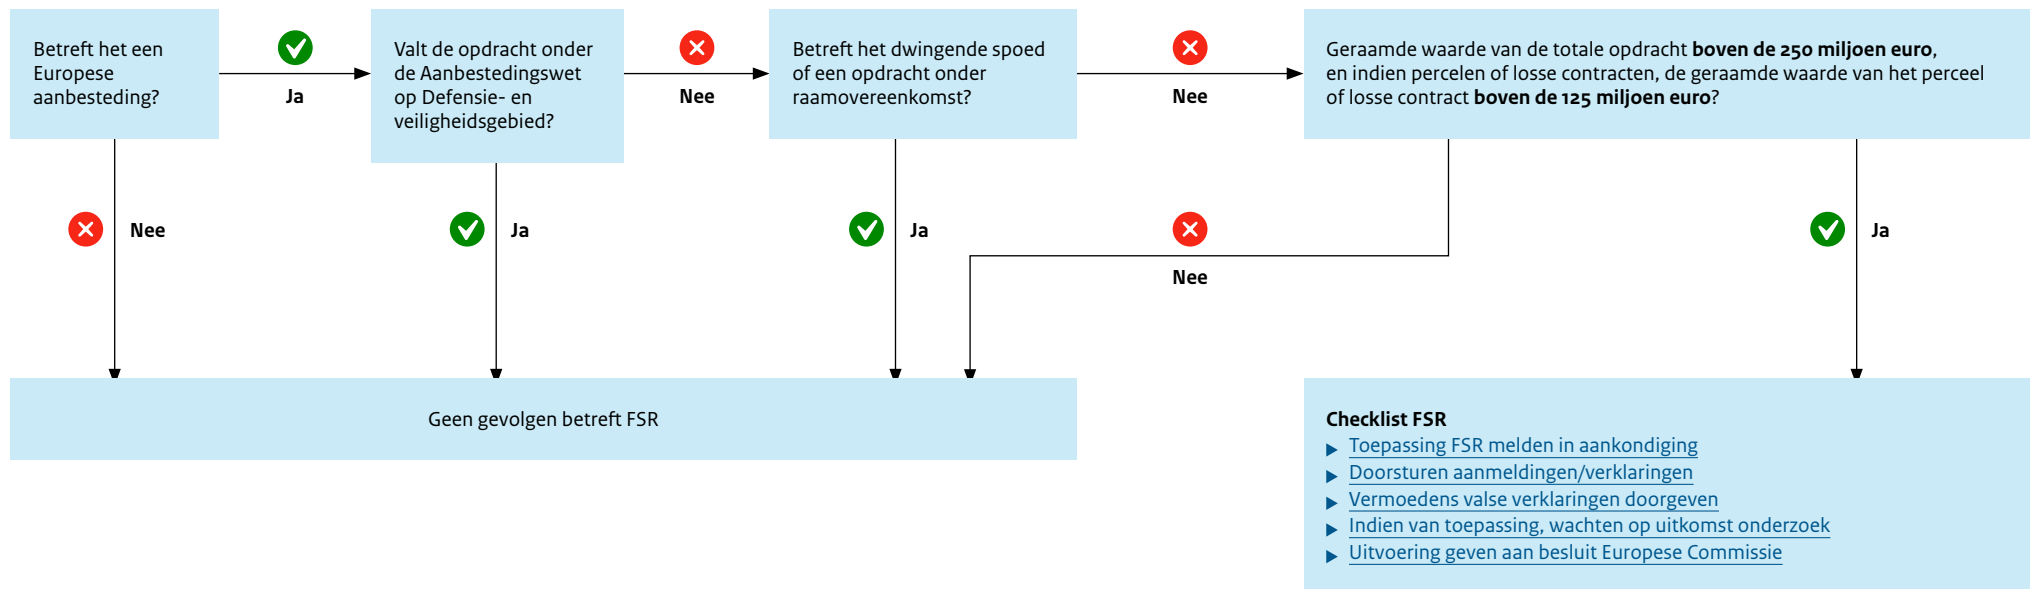 Betreft het een
Europese
aanbesteding?
Ja
Valt de opdracht onder
de Aanbestedingswet
op Defensie- en
veiligheidsgebied?
Nee
Betreft het dwingende spoed
of een opdracht onder
raamovereenkomst?
Nee
Geraamde waarde van de totale opdracht boven de 250 miljoen euro,
en indien percelen of losse contracten, de geraamde waarde van het perceel
of losse contract boven de 125 miljoen euro?
Nee
Ja
Ja
Nee
Ja
Geen gevolgen betreft FSR
Checklist FSR
Toepassing FSR melden in aankondiging
Doorsturen aanmeldingen/verklaringen
Vermoedens valse verklaringen doorgeven
Indien van toepassing, wachten op uitkomst onderzoek
Uitvoering geven aan besluit Europese Commissie